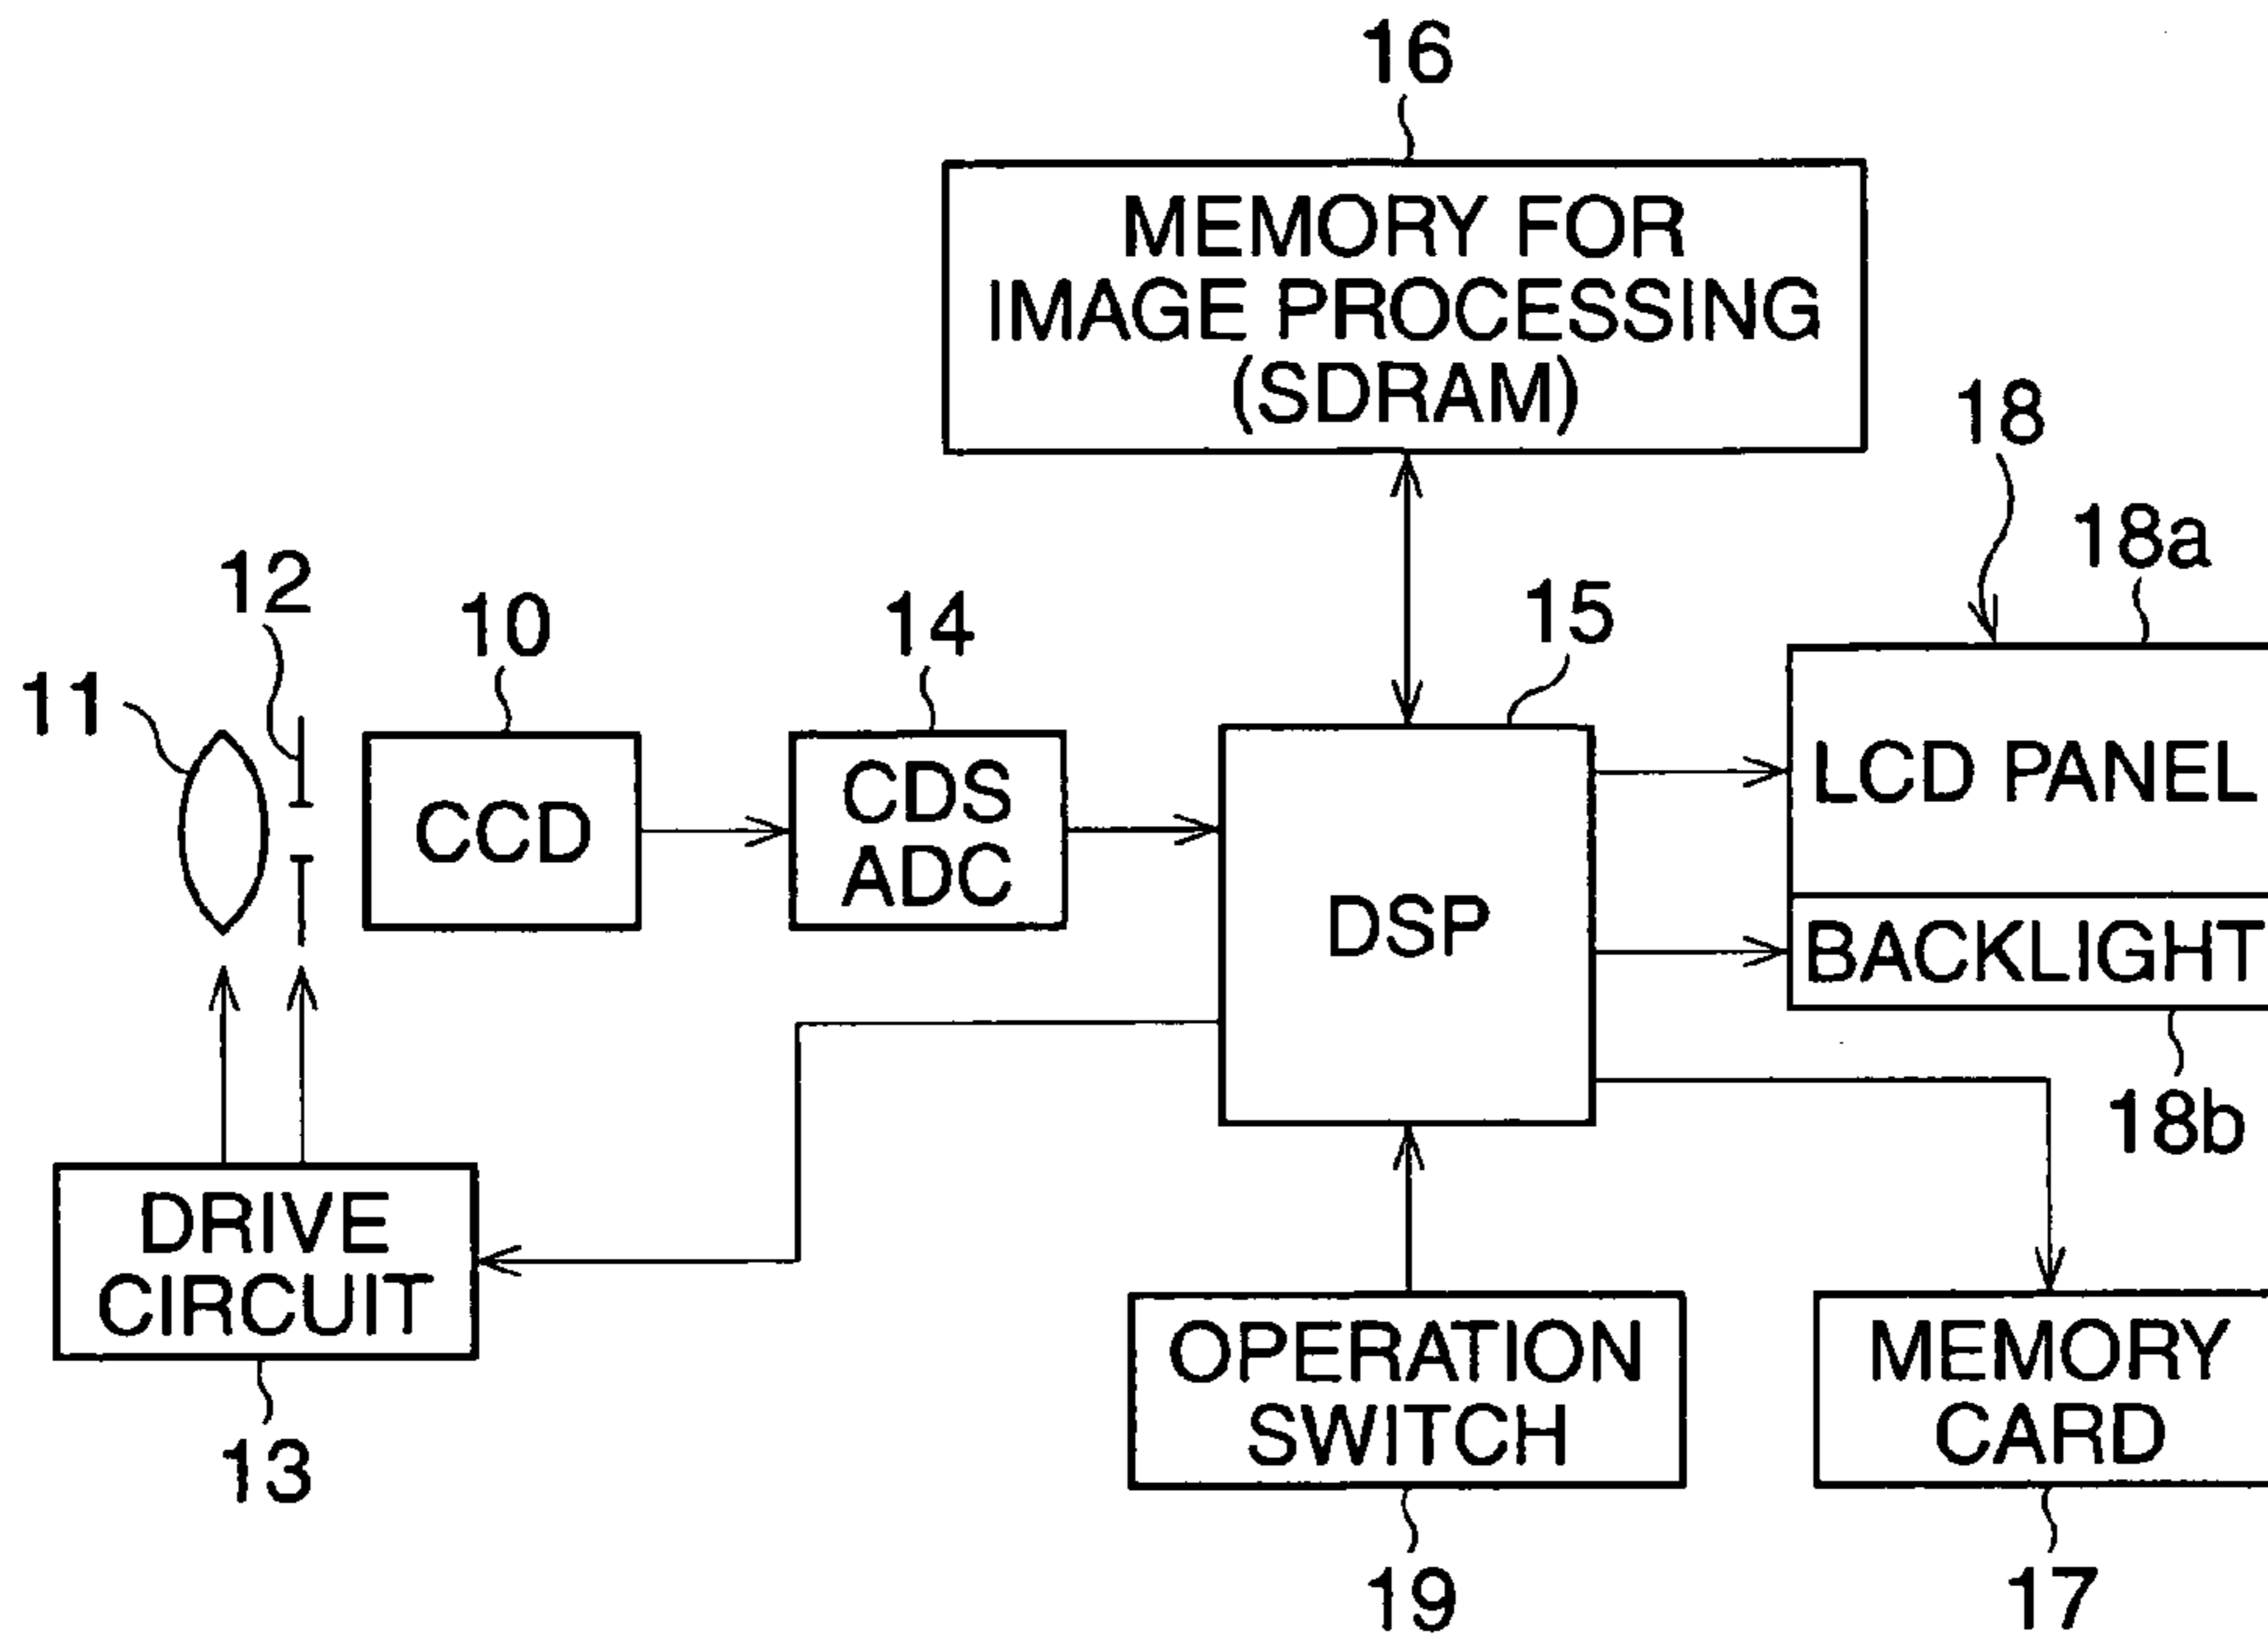 16
MEMORY FOR
IMAGE PROCESSING
(SDRAM)
18
18a
12
10
14
15
11
CCD
CDS
ADC
DSP
LCD PANEL
BACKLIGHT
18b
DRIVE
CIRCUIT
13
OPERATION
SWITCH
19
MEMORY
CARD
17